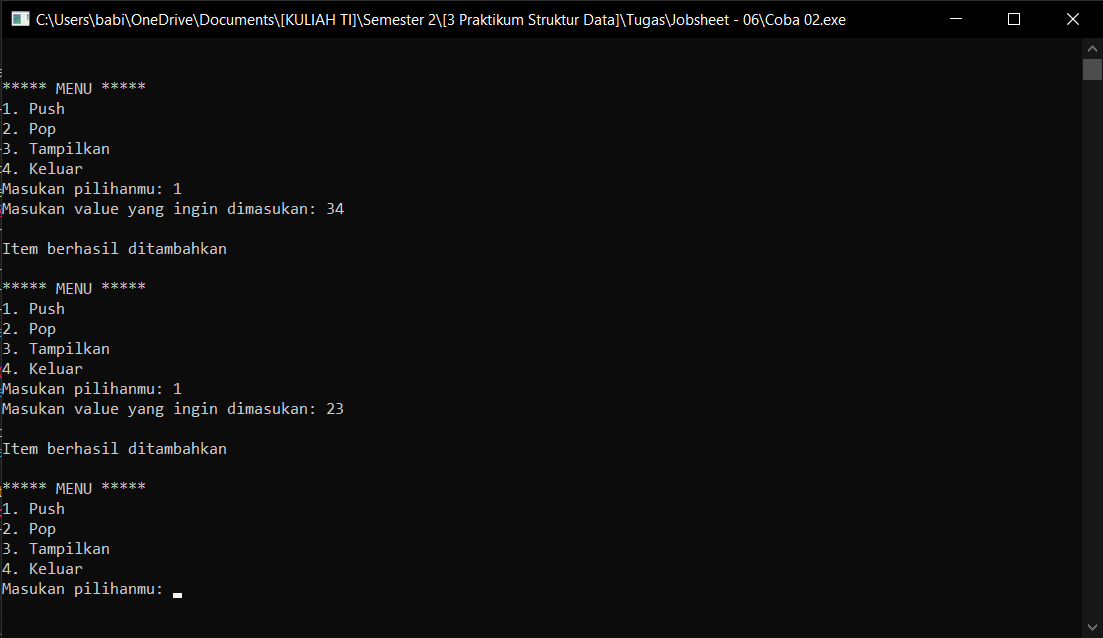 C:\Users\babi\OneDrive\Documents\[KULIAH TI]\Semester 2\[3 Praktikum Struktur Data]\Tugas\Jobsheet - 06\Coba 02.exe
***** MENU *****
1. Push
2. Pop
3. Tampilkan
4. Keluar
Masukan pilihanmu: 1
Masukan value yang ingin dimasukan: 34
Item berhasil ditambahkan
***** MENU *****
1. Push
2. Pop
3. Tampilkan
4. Keluar
Masukan pilihanmu: 1
Masukan value yang ingin dimasukan: 23
Item berhasil ditambahkan
***** MENU *****
1. Push
2. Pop
3. Tampilkan
4. Keluar
Masukan pilihanmu: